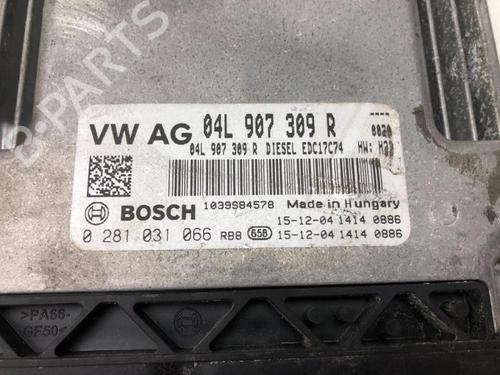 B-PARTS
VW AG 04L 907 309 R
04L 907 309 R DIESEL EDC17C74 HW: H23
1039S84578 Made in Hungary
BOSCH 15-12-04 1414 0886
0 281 031 066 RB8 658 15-12-04 1414 0886
>PA66-
GF50<